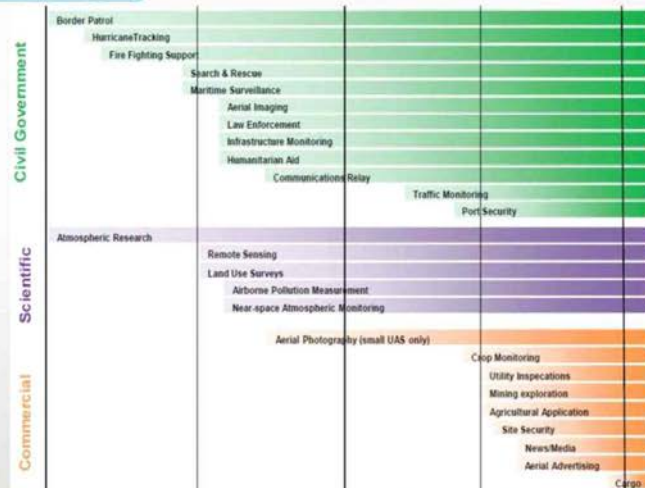 Civil Government
Border Patrol
HurricaneTracking
Fire Fighting Support
Search & Rescue
Maritime Surveillance
Aerial Imaging
Law Enforcement
Infrastructure Monitoring
Humanitarian Aid
Communications Relay
Traffic Monitoring
Port Security
Scientific
Atmospheric Research
Remote Sensing
Land Use Surveys
Airborne Pollution Measurement
Near-space Atmospheric Monitoring
Commercial
Aerial Photography (small UAS only)
Crop Monitoring
Utility Inspecations
Mining exploration
Agricultural Application
Site Security
News/Media
Aerial Advertising
Cargo